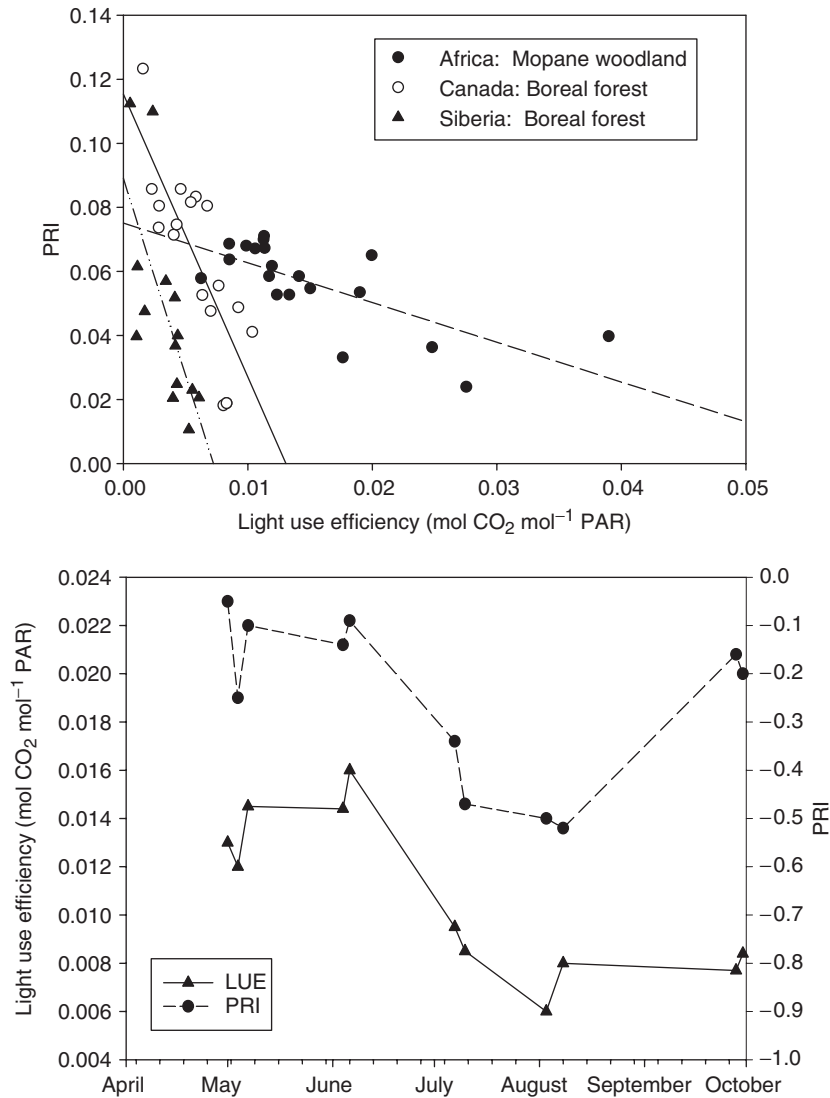 0.14
0.12
0.10
0.08
0.06
0.04
0.02
0.00
PRI
Africa: Mopane woodland
Canada: Boreal forest
Siberia: Boreal forest
0.00 0.01 0.02 0.03 0.04 0.05
Light use efficiency (mol CO₂ mol⁻¹ PAR)
0.024
0.022
0.020
0.018
0.016
0.014
0.012
0.010
0.008
0.006
0.004
Light use efficiency (mol CO₂ mol⁻¹ PAR)
LUE
PRI
0.0
−0.1
−0.2
−0.3
−0.4
−0.5
−0.6
−0.7
−0.8
−0.9
−1.0
PRI
April May June July August September October